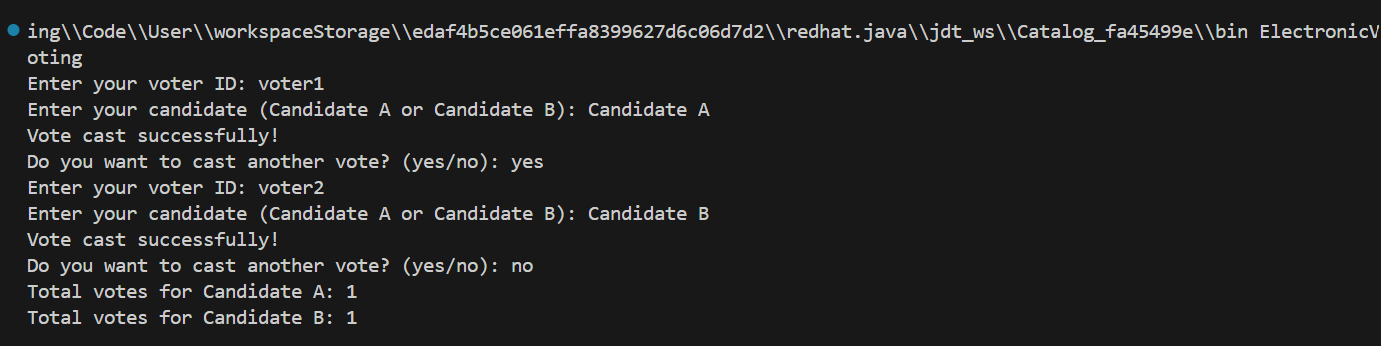 ing\\Code\\User\\workspaceStorage\\edaf4b5ce061effa8399627d6c06d7d2\\redhat.java\\jdt_ws\\Catalog_fa45499e\\bin ElectronicV
oting
Enter your voter ID: voter1
Enter your candidate (Candidate A or Candidate B): Candidate A
Vote cast successfully!
Do you want to cast another vote? (yes/no): yes
Enter your voter ID: voter2
Enter your candidate (Candidate A or Candidate B): Candidate B
Vote cast successfully!
Do you want to cast another vote? (yes/no): no
Total votes for Candidate A: 1
Total votes for Candidate B: 1